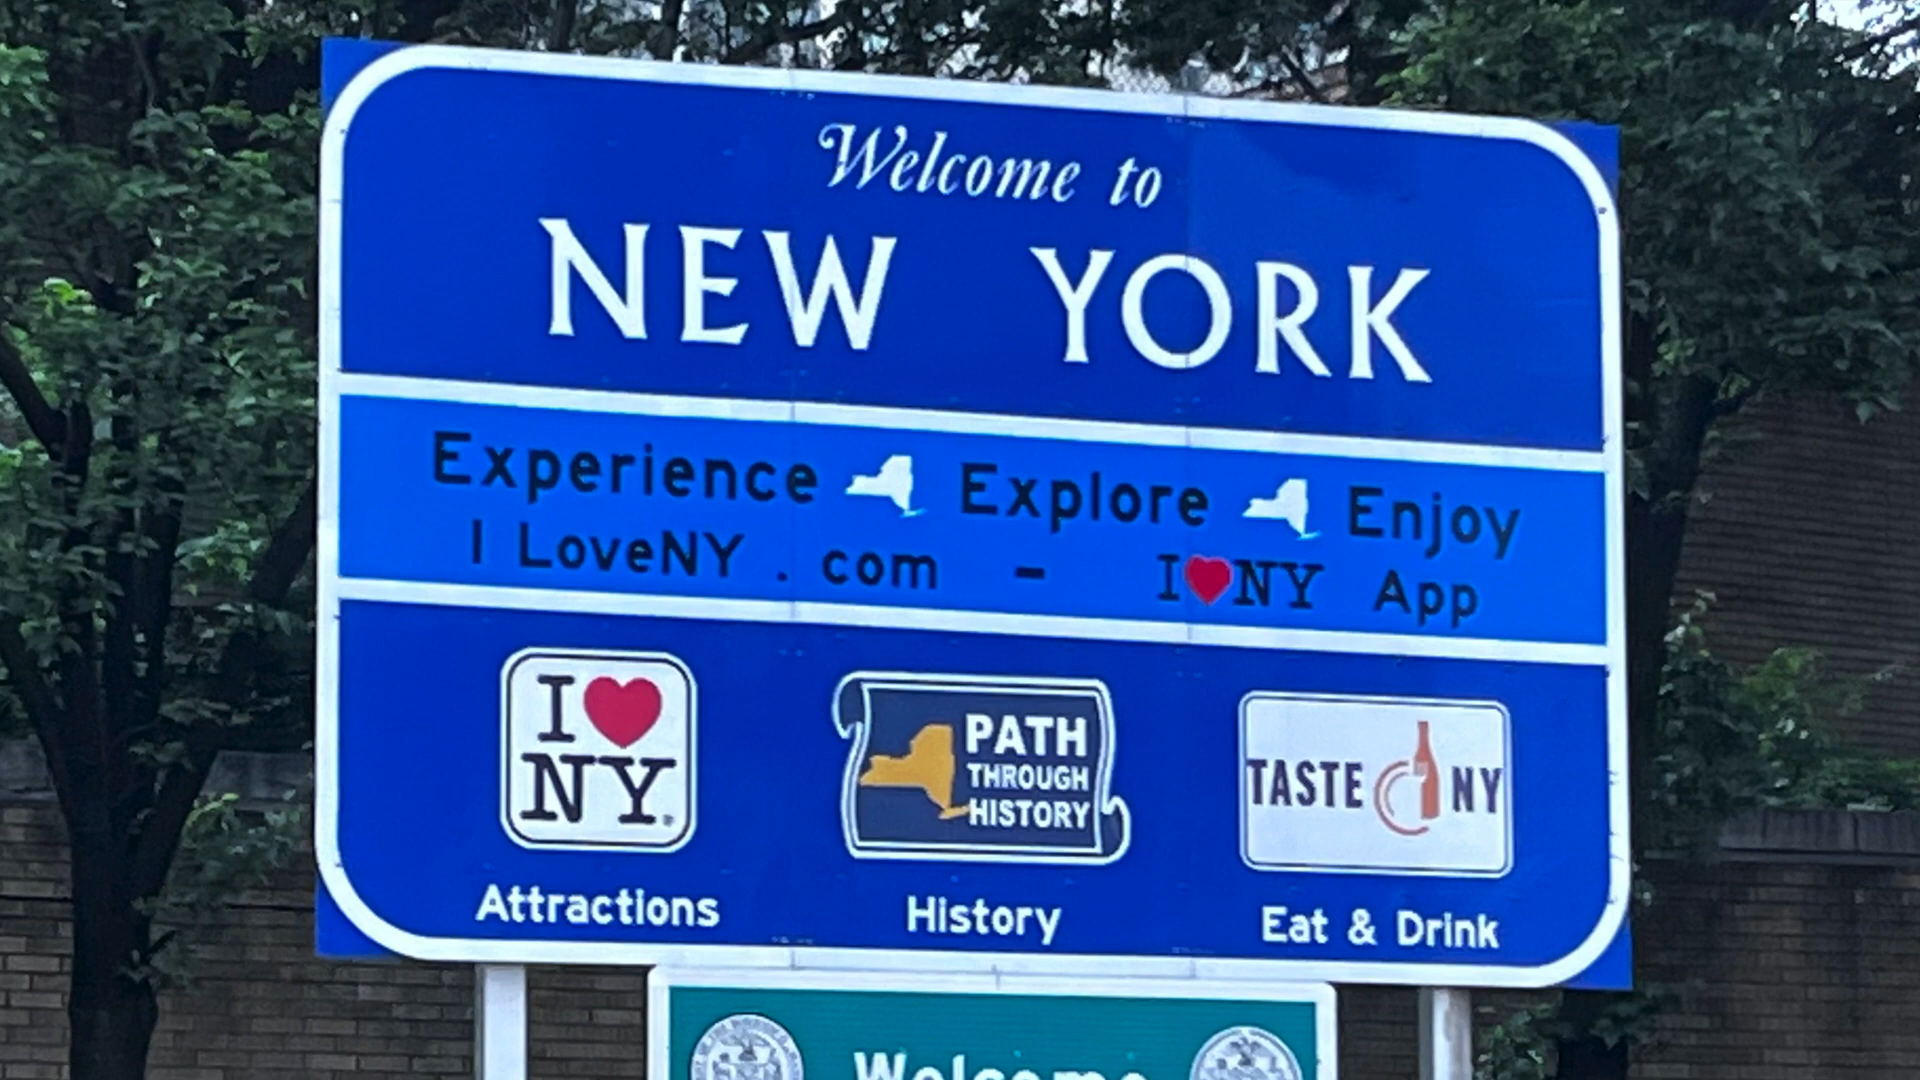 Welcome to
NEW YORK
Experience Explore Enjoy
I LoveNY . com - I❤NY App
I❤
NY®
PATH
THROUGH
HISTORY
TASTE NY
Attractions History Eat & Drink
Welcome